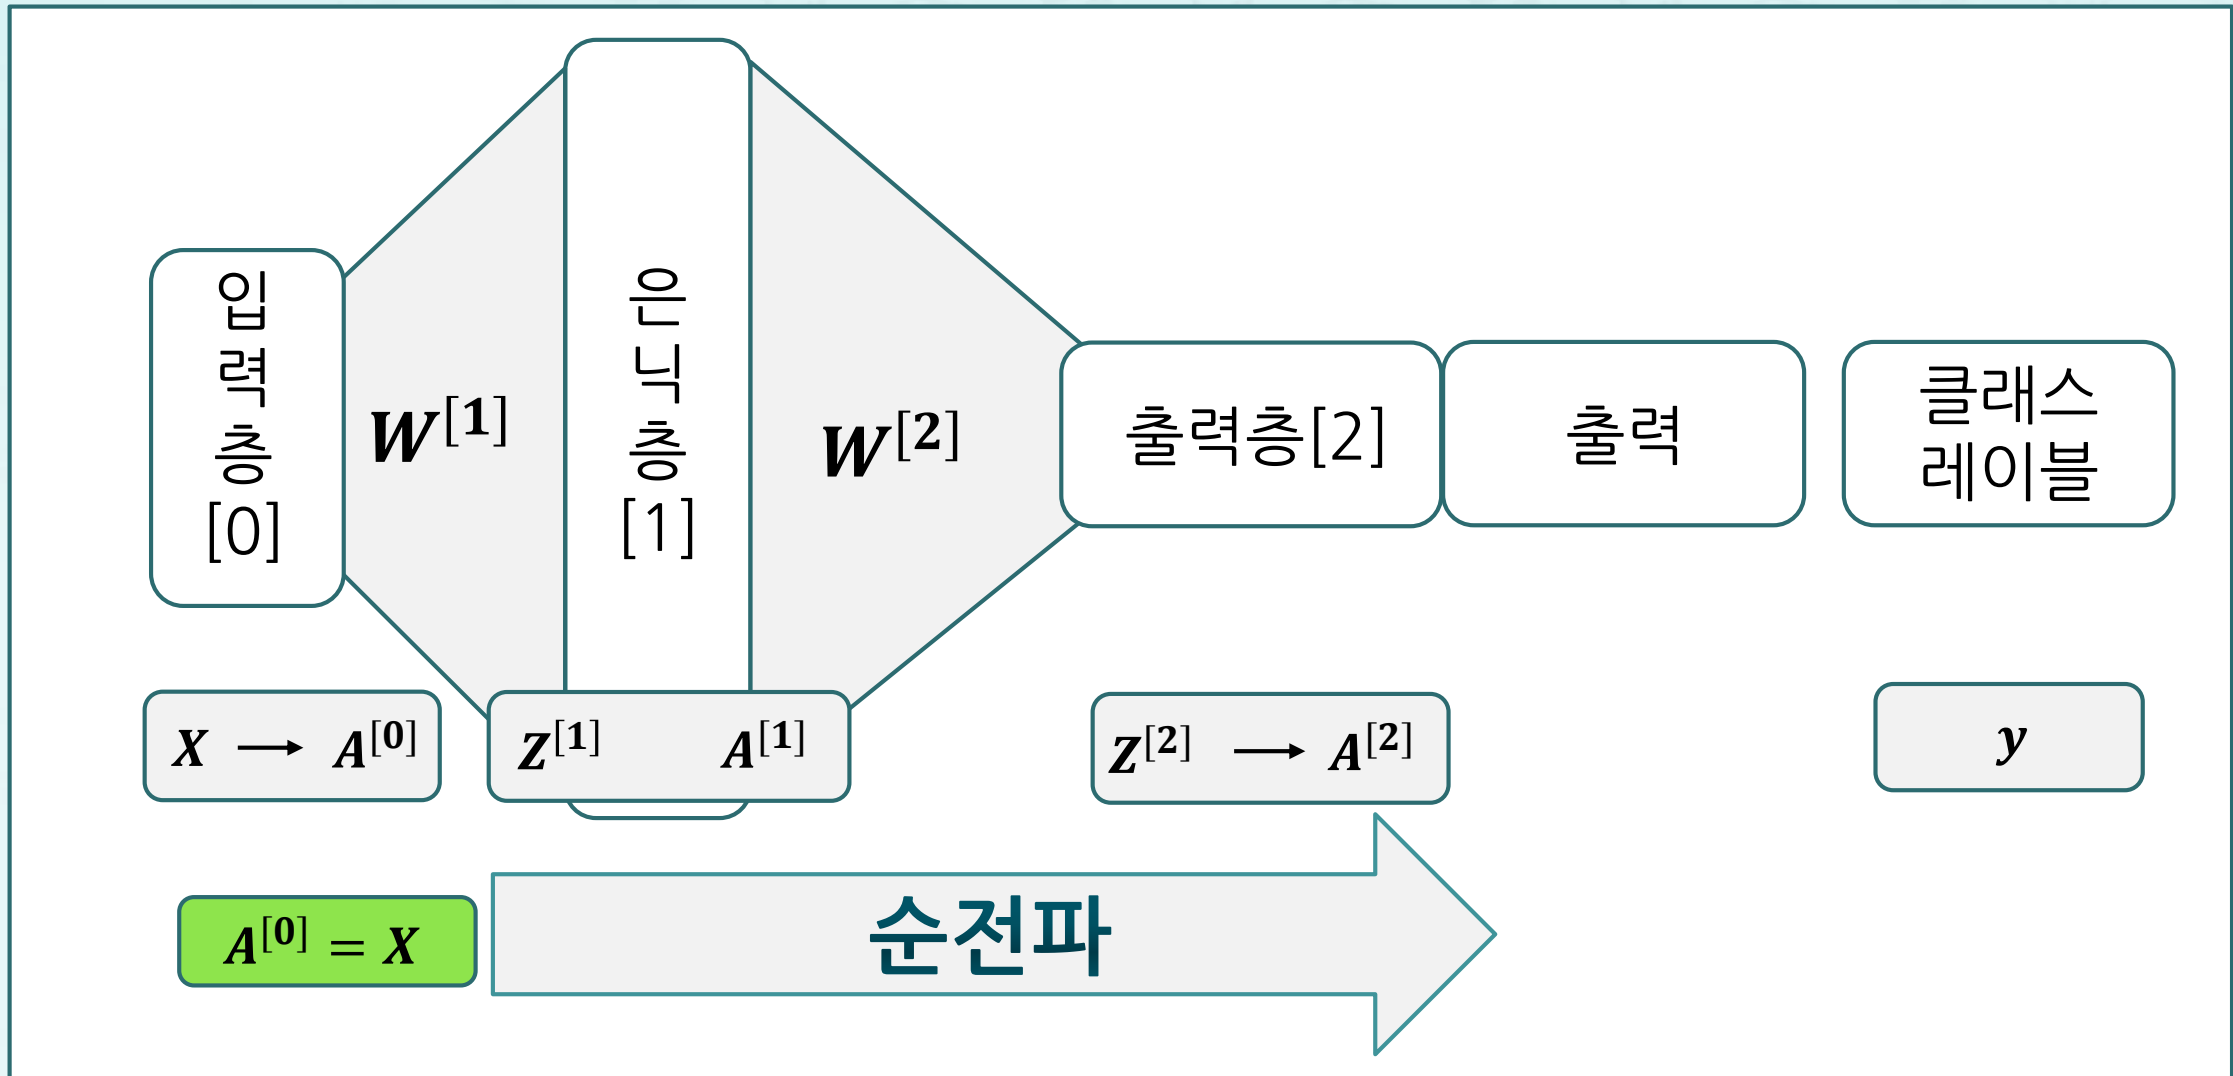 입
력
층
[0]
W^[1]
은
닉
층
[1]
W^[2]
출력층[2]
출력
클래스
레이블
X → A^[0]
Z^[1] A^[1]
Z^[2] → A^[2]
y
A^[0] = X
순전파